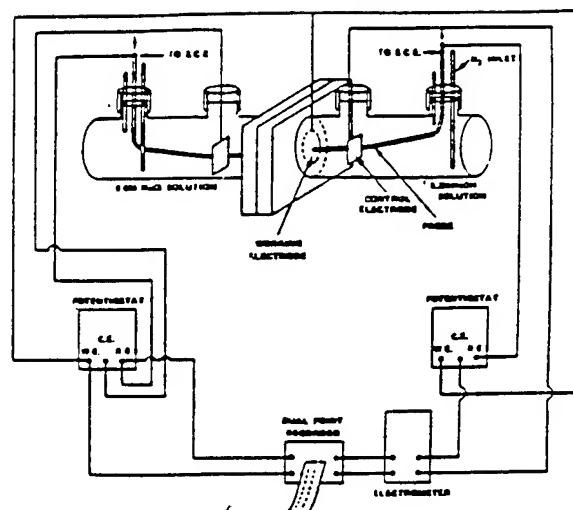 TO S.C.E.
TO S.C.E.
N₂ INLET
SOLUTION
SOLUTION
CONTROL
ELECTRODE
PROBE
WORKING
ELECTRODE
POTENTIOSTAT
C.E.
W.E. R.E.
POTENTIOSTAT
C.E.
W.E. R.E.
DUAL POINT
RECORDER
ELECTROMETER